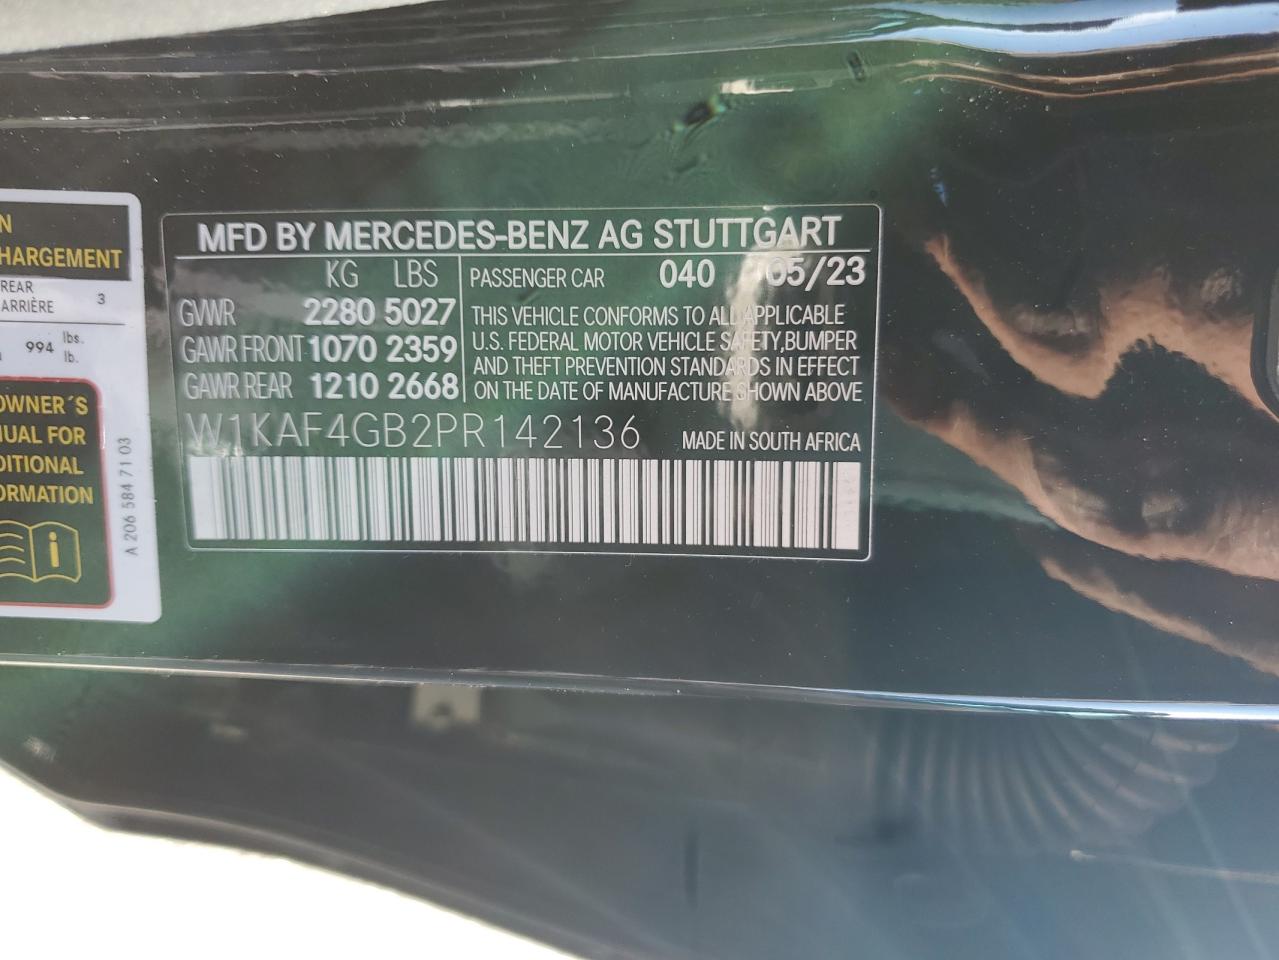 N
HARGEMENT
REAR
ARRIÈRE 3
994 lbs.
lb.
OWNER´S
NUAL FOR
DITIONAL
ORMATION
A 206 584 71 03
MFD BY MERCEDES-BENZ AG STUTTGART
KG LBS
GVWR 2280 5027
GAWR FRONT 1070 2359
GAWR REAR 1210 2668
PASSENGER CAR 040 05/23
THIS VEHICLE CONFORMS TO ALL APPLICABLE
U.S. FEDERAL MOTOR VEHICLE SAFETY,BUMPER
AND THEFT PREVENTION STANDARDS IN EFFECT
ON THE DATE OF MANUFACTURE SHOWN ABOVE
W1KAF4GB2PR142136 MADE IN SOUTH AFRICA